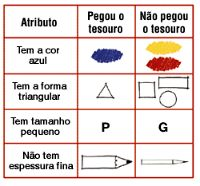 Atributo
Pegou o
tesouro
Não pegou
o tesouro
Tem a cor
azul
Tem a forma
triangular
Tem tamanho
pequeno
P
G
Não tem
espessura fina